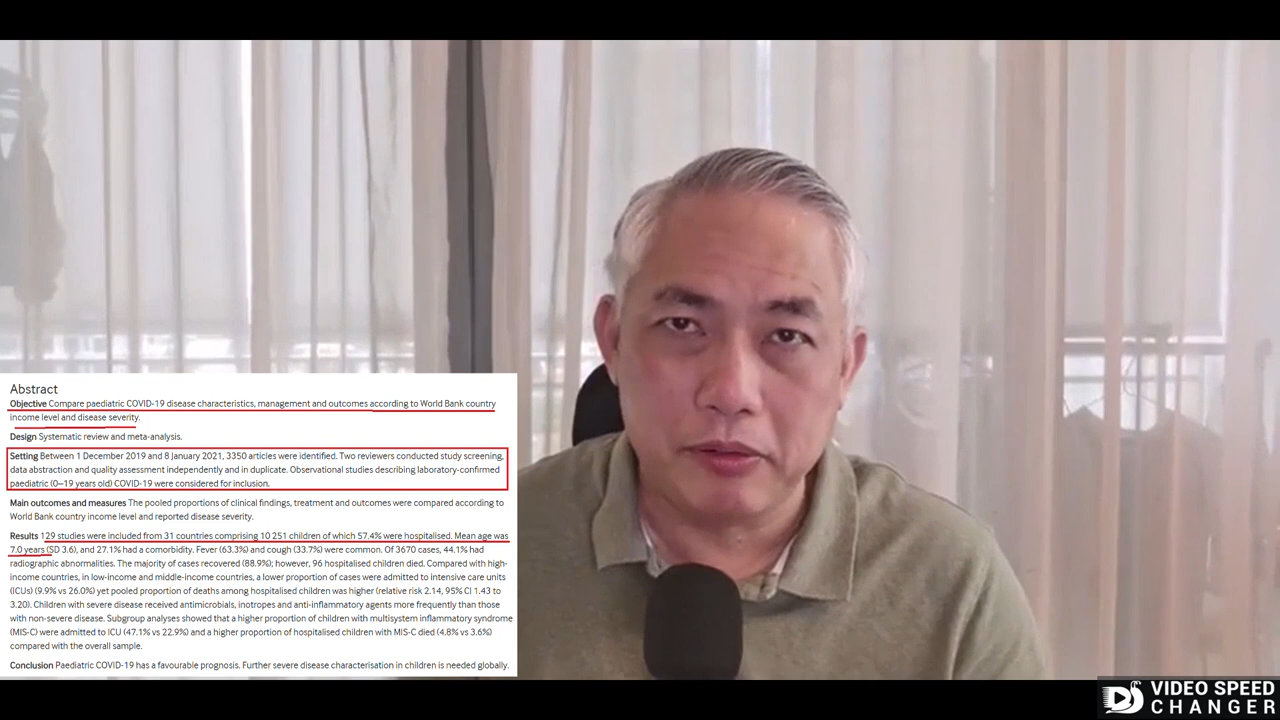 Abstract
Objective Compare paediatric COVID-19 disease characteristics, management and outcomes according to World Bank country
income level and disease severity.
Design Systematic review and meta-analysis.
Setting Between 1 December 2019 and 8 January 2021, 3350 articles were identified. Two reviewers conducted study screening,
data abstraction and quality assessment independently and in duplicate. Observational studies describing laboratory-confirmed
paediatric (0–19 years old) COVID-19 were considered for inclusion.
Main outcomes and measures The pooled proportions of clinical findings, treatment and outcomes were compared according to
World Bank country income level and reported disease severity.
Results 129 studies were included from 31 countries comprising 10 251 children of which 57.4% were hospitalised. Mean age was
7.0 years (SD 3.6), and 27.1% had a comorbidity. Fever (63.3%) and cough (33.7%) were common. Of 3670 cases, 44.1% had
radiographic abnormalities. The majority of cases recovered (88.9%); however, 96 hospitalised children died. Compared with high-
income countries, in low-income and middle-income countries, a lower proportion of cases were admitted to intensive care units
(ICUs) (9.9% vs 26.0%) yet pooled proportion of deaths among hospitalised children was higher (relative risk 2.14, 95% CI 1.43 to
3.20). Children with severe disease received antimicrobials, inotropes and anti-inflammatory agents more frequently than those
with non-severe disease. Subgroup analyses showed that a higher proportion of children with multisystem inflammatory syndrome
(MIS-C) were admitted to ICU (47.1% vs 22.9%) and a higher proportion of hospitalised children with MIS-C died (4.8% vs 3.6%)
compared with the overall sample.
Conclusion Paediatric COVID-19 has a favourable prognosis. Further severe disease characterisation in children is needed globally.
VIDEO SPEED
CHANGER